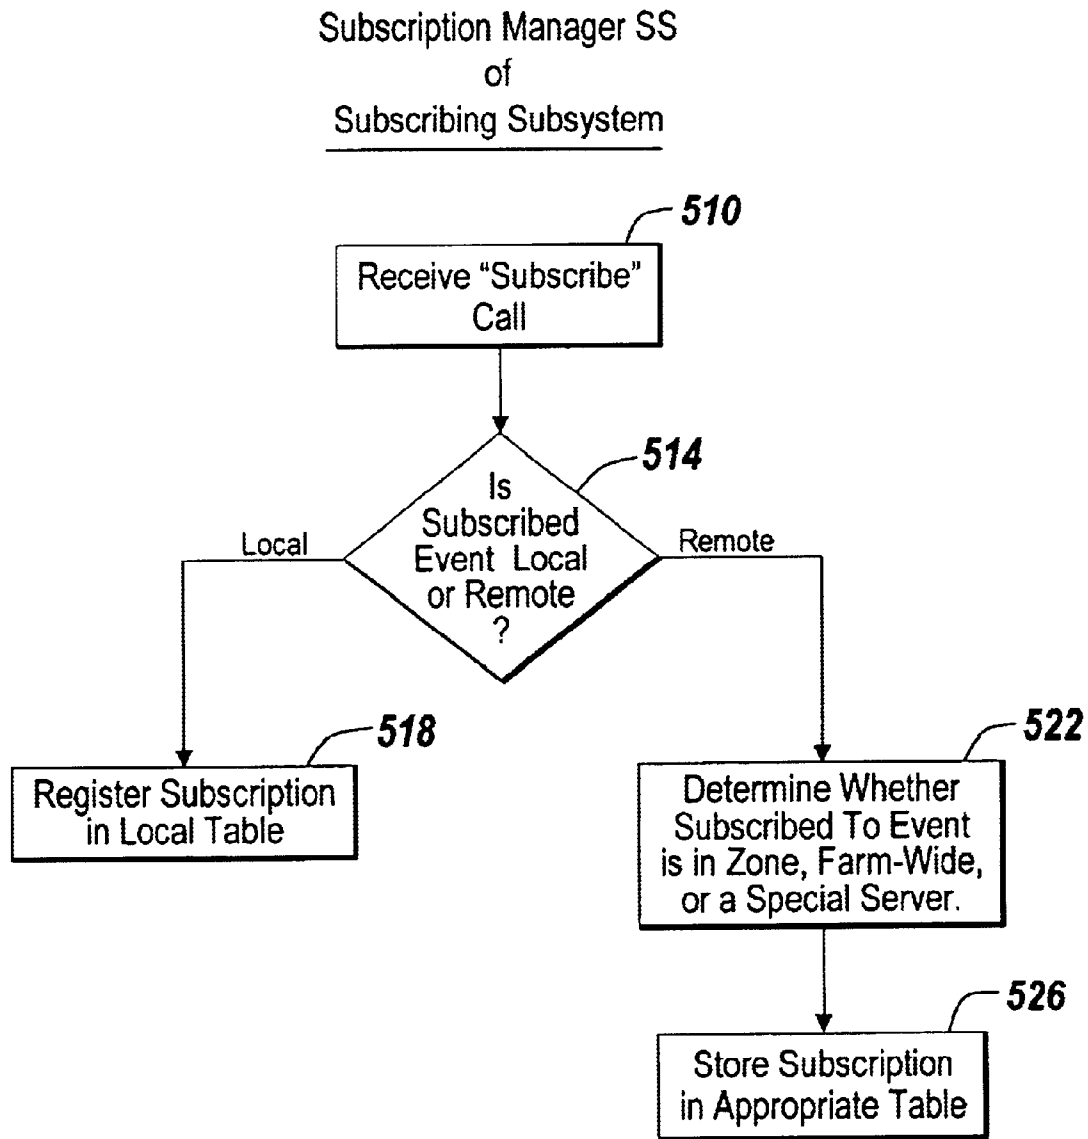 Subscription Manager SS
of
Subscribing Subsystem
510
Receive “Subscribe”
Call
514
Is
Subscribed
Event Local
or Remote
?
Local
Remote
518
Register Subscription
in Local Table
522
Determine Whether
Subscribed To Event
is in Zone, Farm-Wide,
or a Special Server.
526
Store Subscription
in Appropriate Table